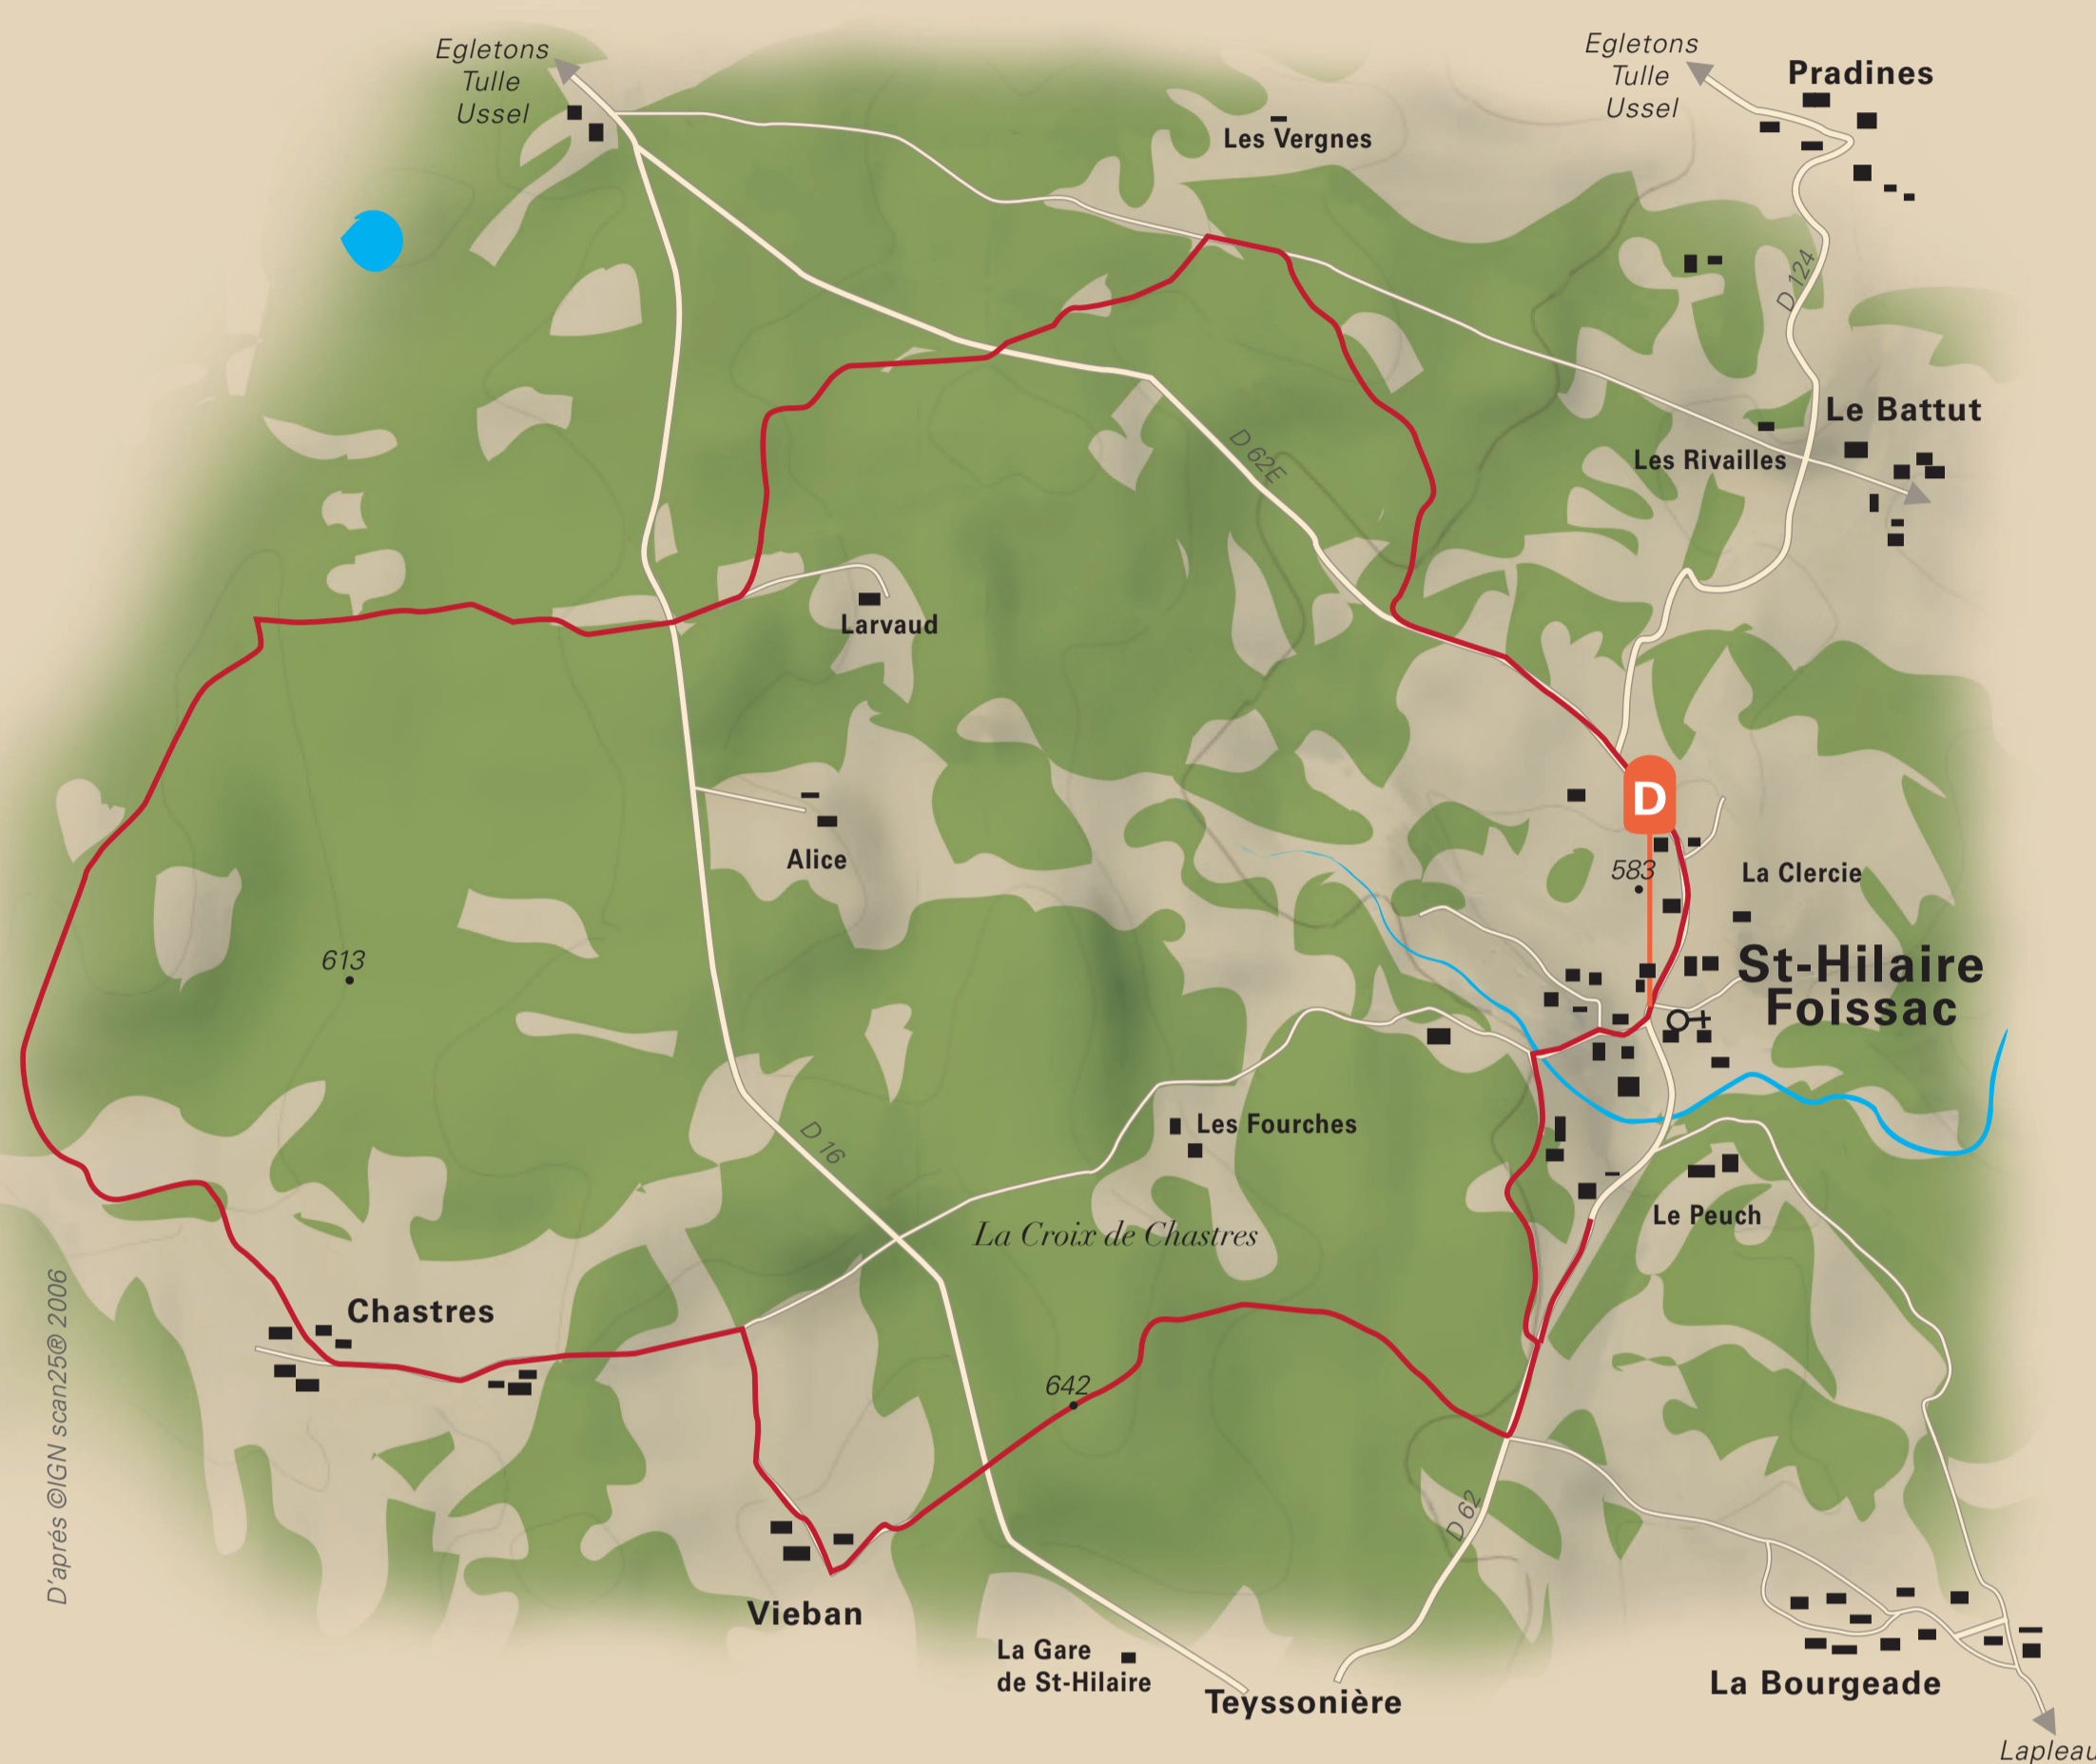 Egletons
Tulle
Ussel
Egletons
Tulle
Ussel
Pradines
Les Vergnes
D 124
Le Battut
Les Rivailles
D 62E
Larvaud
D
Alice
583
La Clercie
St-Hilaire
Foissac
613
Les Fourches
D 16
Le Peuch
La Croix de Chastres
Chastres
642
D'aprés ©IGN scan25® 2006
D 62
Vieban
La Gare
de St-Hilaire
Teyssonière
La Bourgeade
Lapleau